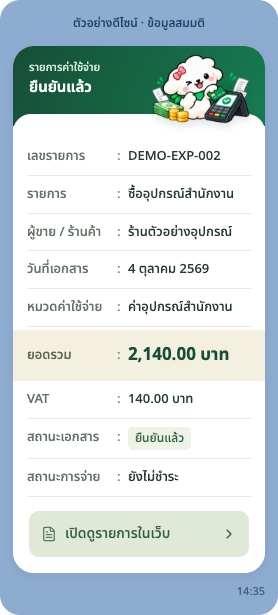 ตัวอย่างดีไซน์ · ข้อมูลสมมติ
รายการค่าใช้จ่าย
ยืนยันแล้ว
เลขรายการ : DEMO-EXP-002
รายการ : ซื้ออุปกรณ์สำนักงาน
ผู้ขาย / ร้านค้า : ร้านตัวอย่างอุปกรณ์
วันที่เอกสาร : 4 ตุลาคม 2569
หมวดค่าใช้จ่าย : ค่าอุปกรณ์สำนักงาน
ยอดรวม : 2,140.00 บาท
VAT : 140.00 บาท
สถานะเอกสาร : ยืนยันแล้ว
สถานะการจ่าย : ยังไม่ชำระ
เปิดดูรายการในเว็บ
14:35